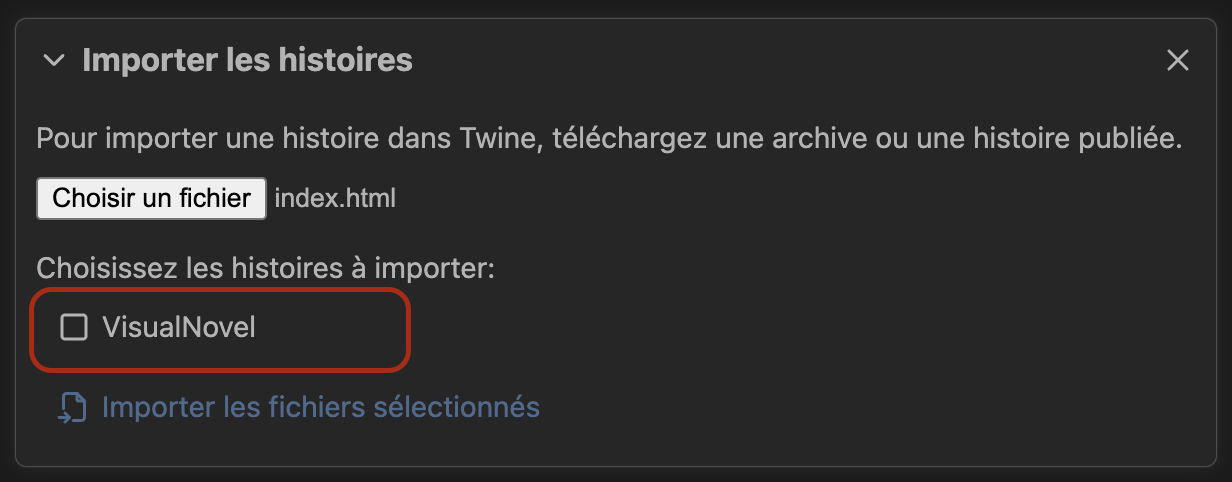 Importer les histoires
Pour importer une histoire dans Twine, téléchargez une archive ou une histoire publiée.
Choisir un fichier index.html
Choisissez les histoires à importer:
VisualNovel
Importer les fichiers sélectionnés